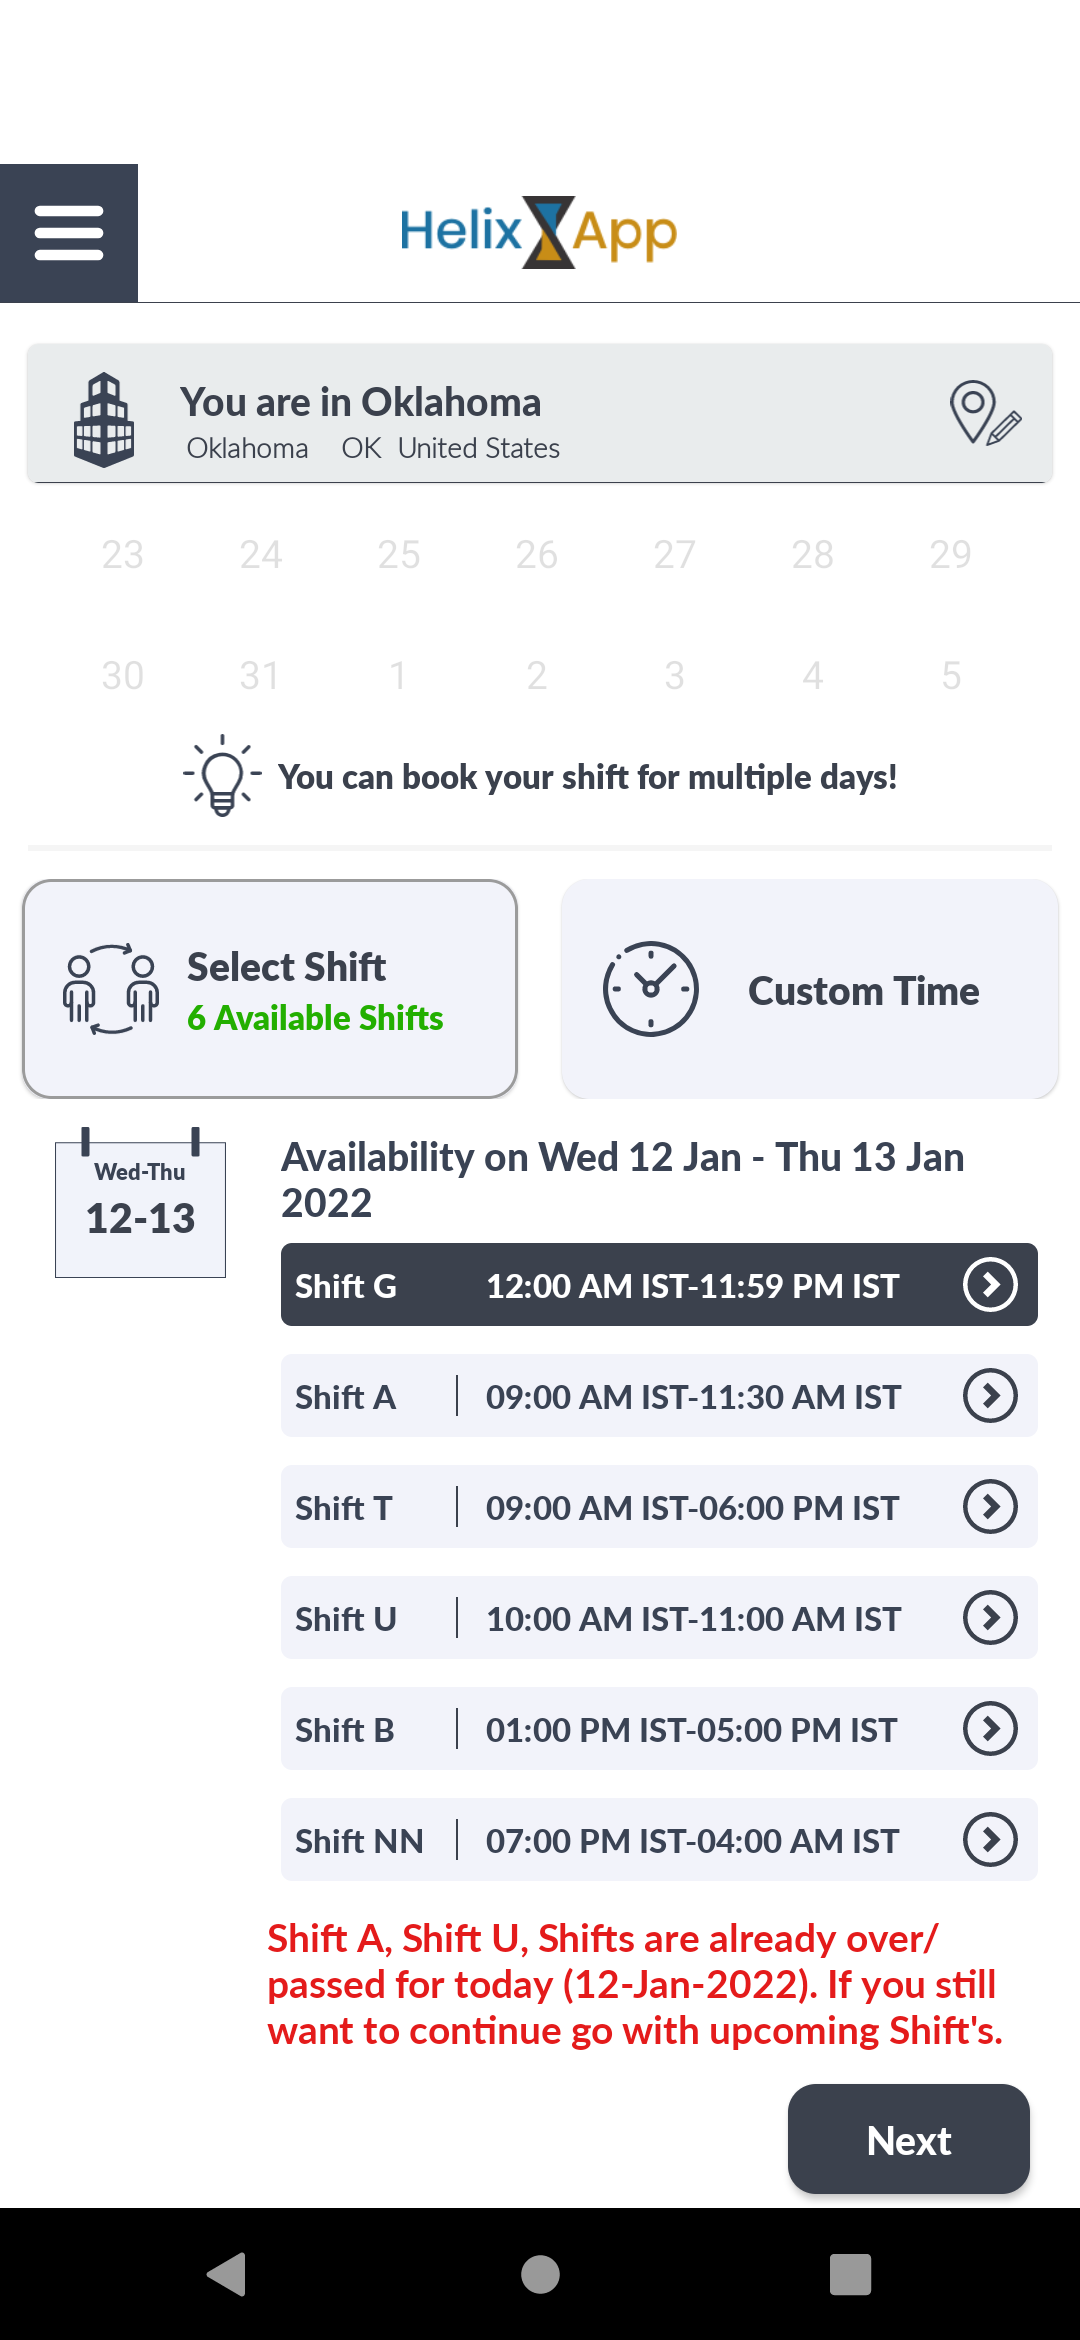 Helix App
You are in Oklahoma
Oklahoma OK United States
23 24 25 26 27 28 29
30 31 1 2 3 4 5
You can book your shift for multiple days!
Select Shift
6 Available Shifts
Custom Time
Wed-Thu
12-13
Availability on Wed 12 Jan - Thu 13 Jan
2022
Shift G 12:00 AM IST-11:59 PM IST
Shift A 09:00 AM IST-11:30 AM IST
Shift T 09:00 AM IST-06:00 PM IST
Shift U 10:00 AM IST-11:00 AM IST
Shift B 01:00 PM IST-05:00 PM IST
Shift NN 07:00 PM IST-04:00 AM IST
Shift A, Shift U, Shifts are already over/
passed for today (12-Jan-2022). If you still
want to continue go with upcoming Shift's.
Next